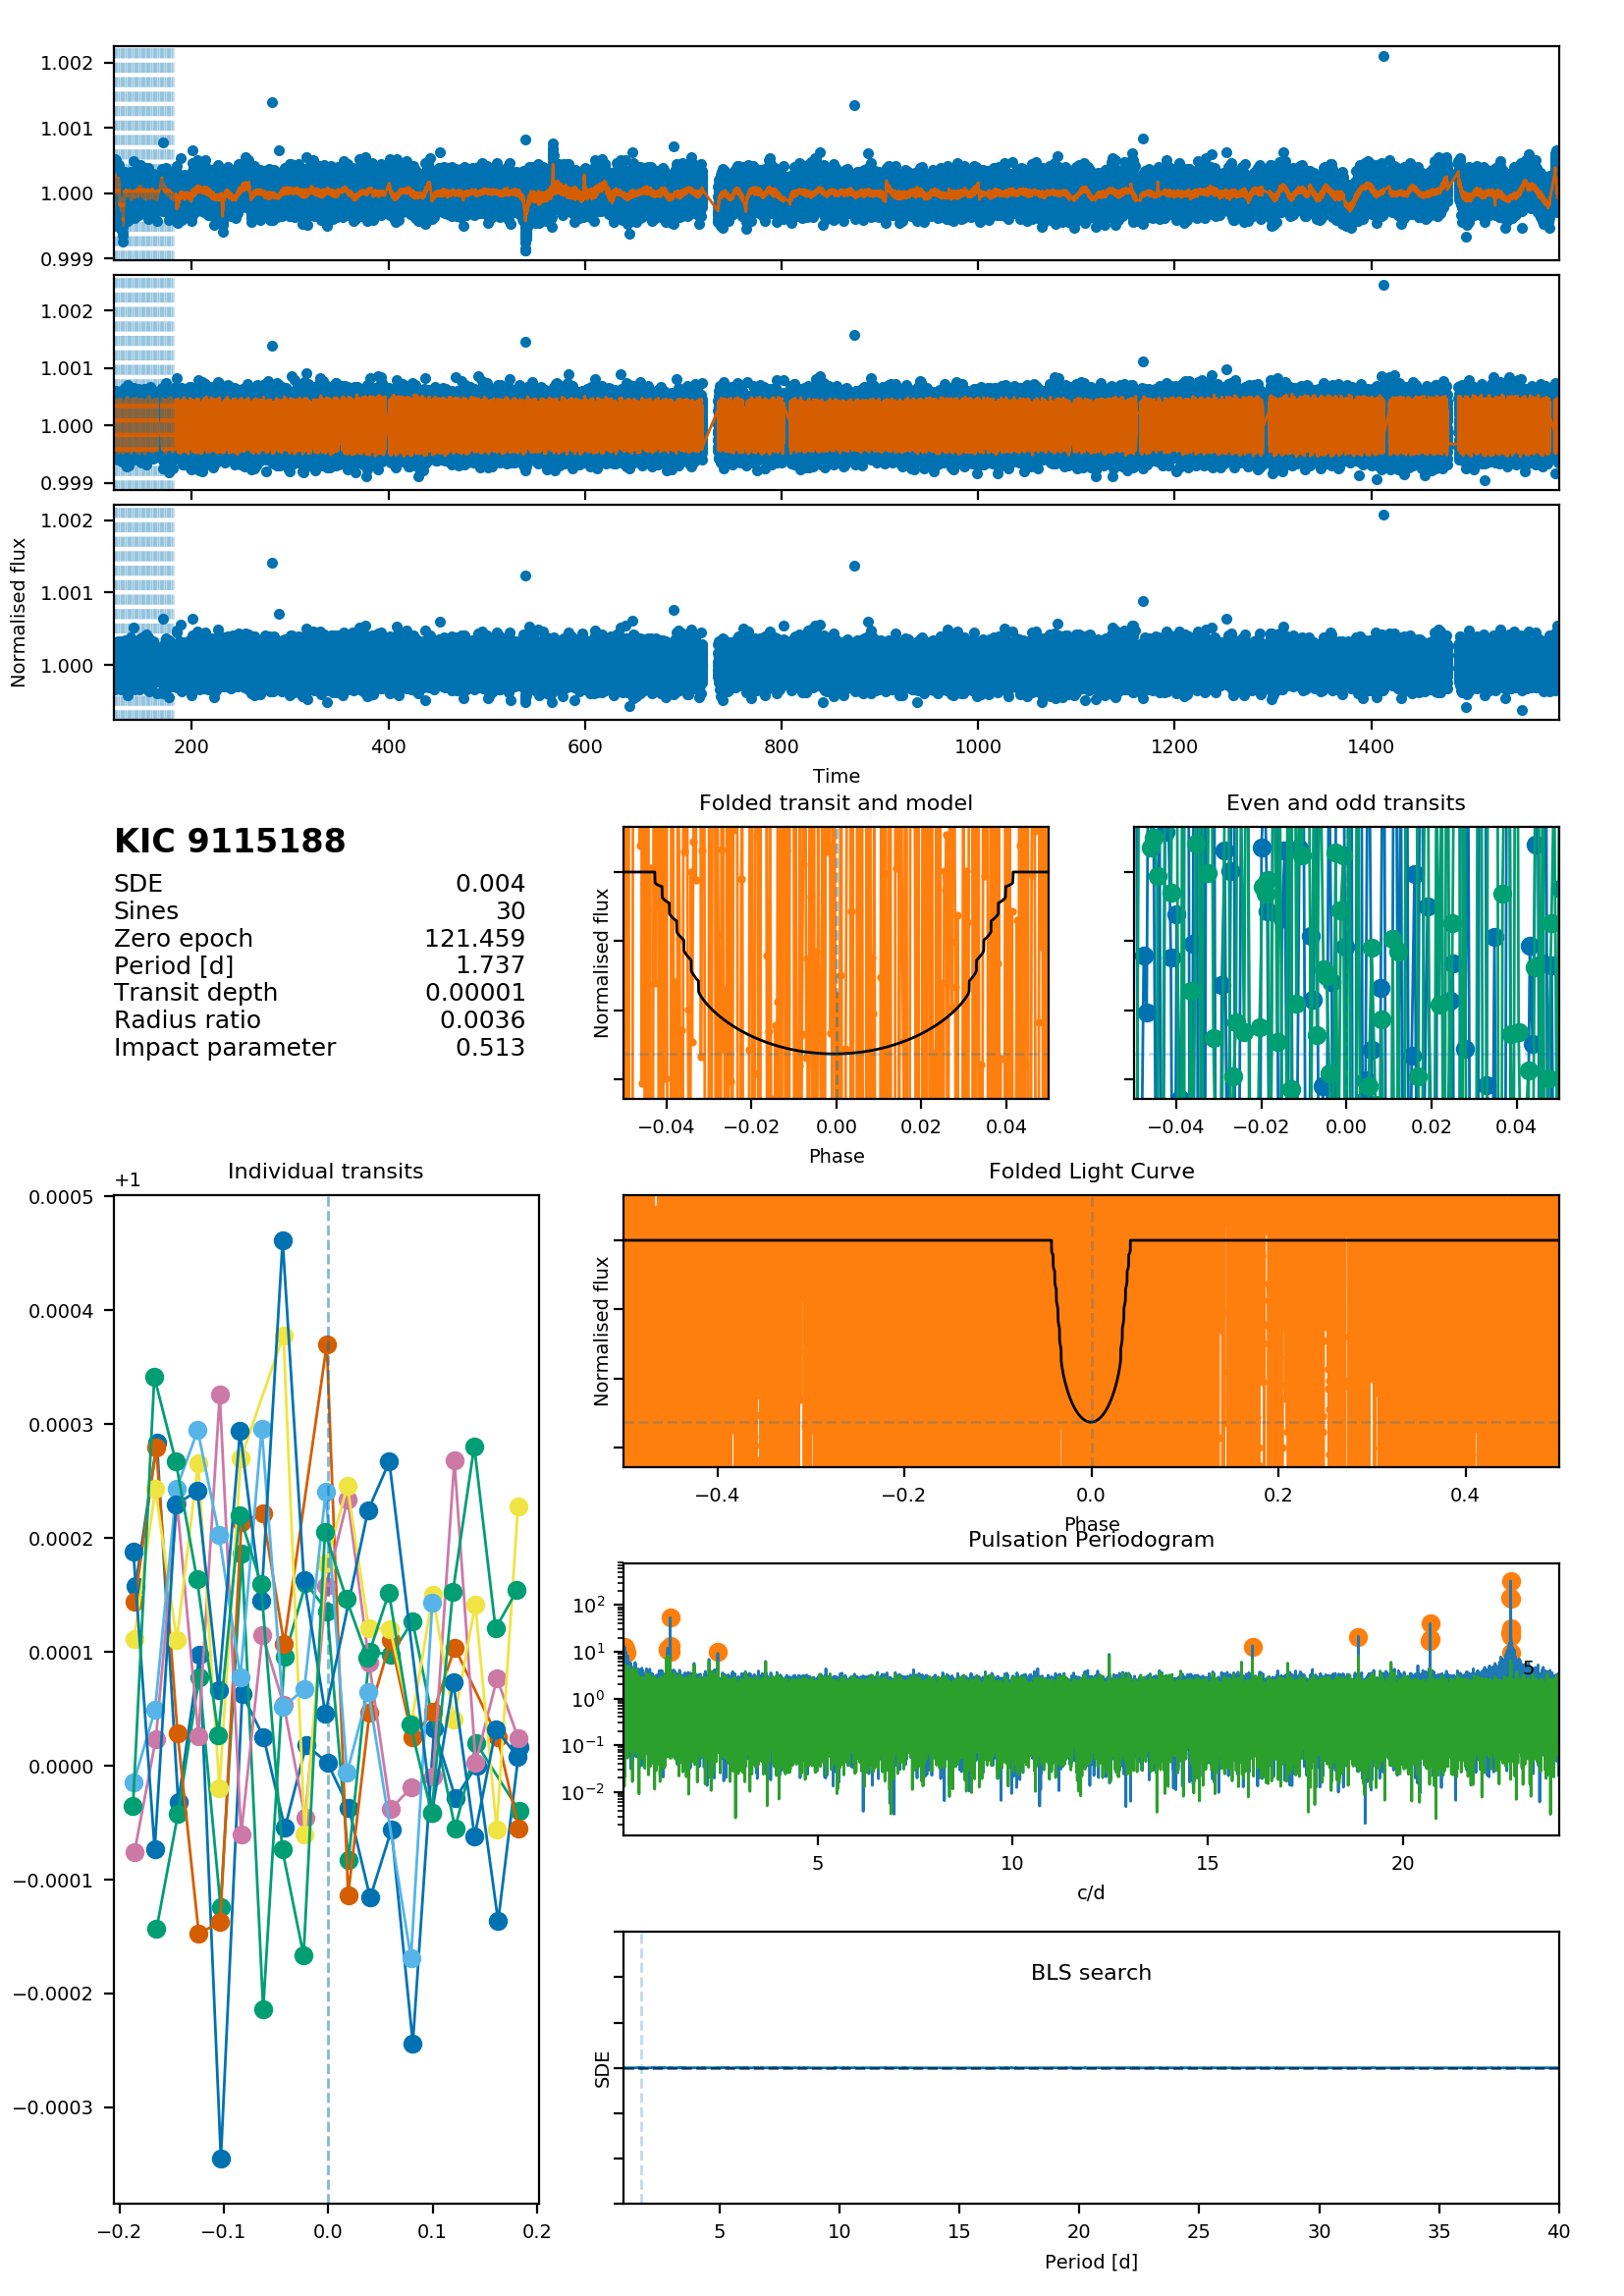 1.002
1.001
1.000
0.999
1.002
1.001
1.000
0.999
1.002
1.001
1.000
Normalised flux
200 400 600 800 1000 1200 1400
Time
KIC 9115188
SDE 0.004
Sines 30
Zero epoch 121.459
Period [d] 1.737
Transit depth 0.00001
Radius ratio 0.0036
Impact parameter 0.513
Folded transit and model
Normalised flux
−0.04 −0.02 0.00 0.02 0.04
Phase
Even and odd transits
−0.04 −0.02 0.00 0.02 0.04
Individual transits
+1
0.0005
0.0004
0.0003
0.0002
0.0001
0.0000
−0.0001
−0.0002
−0.0003
−0.2 −0.1 0.0 0.1 0.2
Folded Light Curve
Normalised flux
−0.4 −0.2 0.0 0.2 0.4
Phase
Pulsation Periodogram
10²
10¹
10⁰
10⁻¹
10⁻²
5
5 10 15 20
c/d
BLS search
SDE
5 10 15 20 25 30 35 40
Period [d]